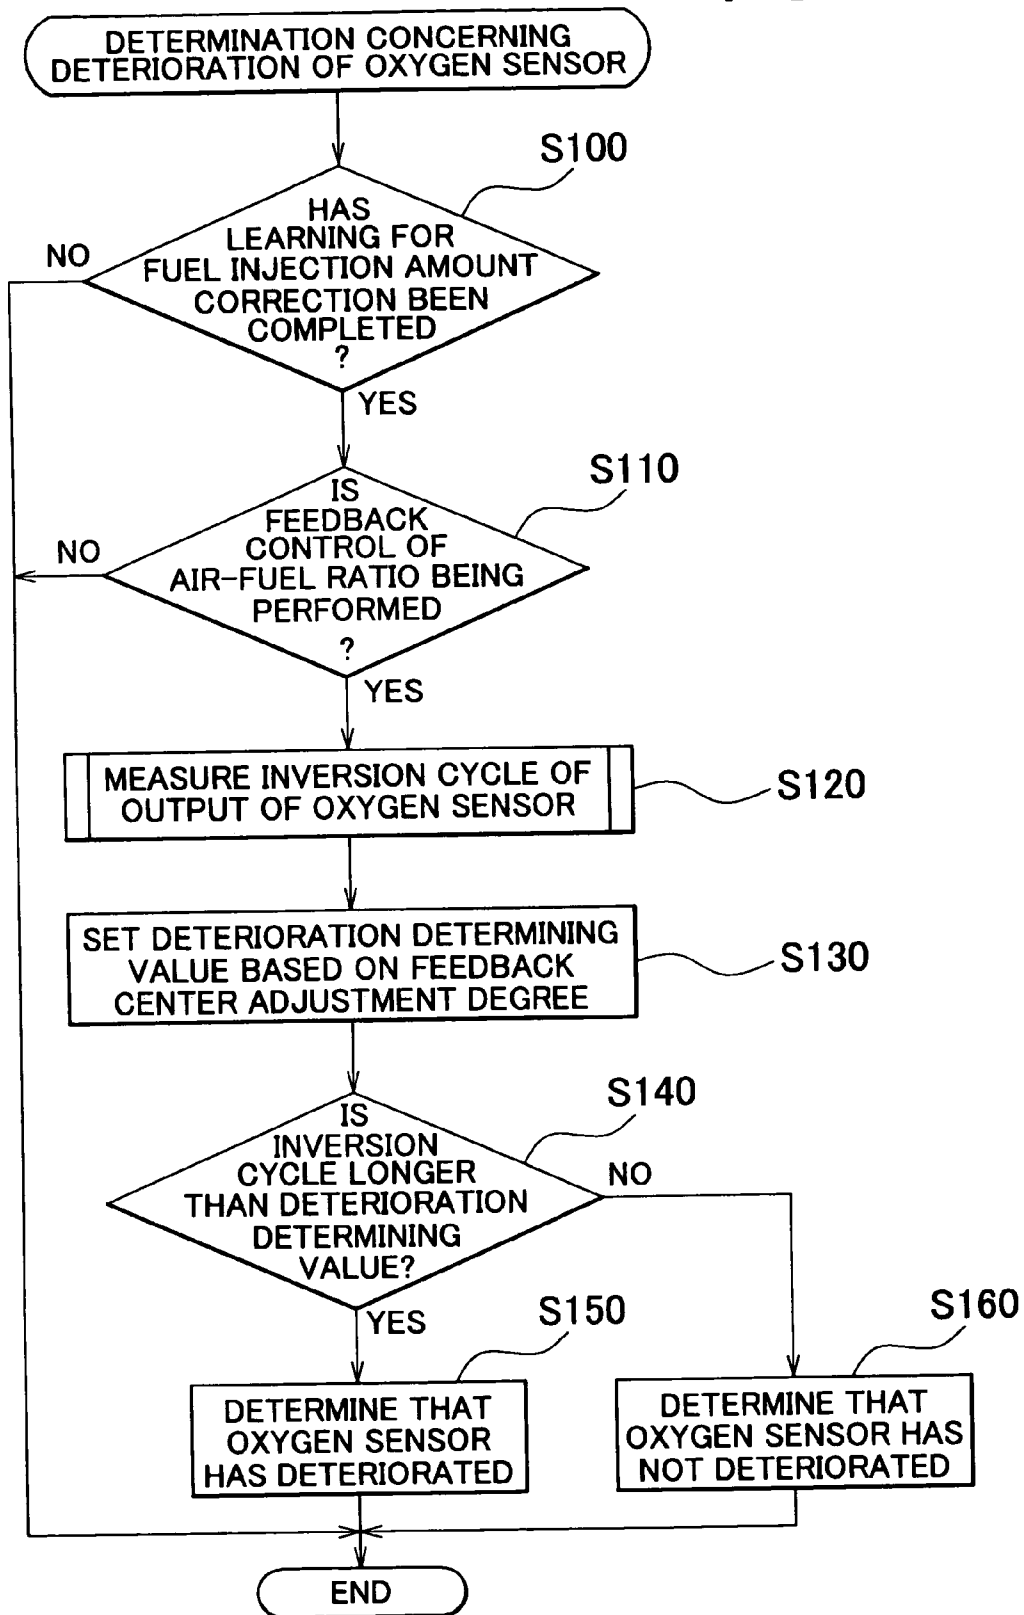 DETERMINATION CONCERNING
DETERIORATION OF OXYGEN SENSOR
S100
HAS
LEARNING FOR
FUEL INJECTION AMOUNT
CORRECTION BEEN
COMPLETED
?
NO
YES
S110
IS
FEEDBACK
CONTROL OF
AIR-FUEL RATIO BEING
PERFORMED
?
NO
YES
MEASURE INVERSION CYCLE OF
OUTPUT OF OXYGEN SENSOR
S120
SET DETERIORATION DETERMINING
VALUE BASED ON FEEDBACK
CENTER ADJUSTMENT DEGREE
S130
S140
IS
INVERSION
CYCLE LONGER
THAN DETERIORATION
DETERMINING
VALUE?
NO
YES
S150
S160
DETERMINE THAT
OXYGEN SENSOR
HAS DETERIORATED
DETERMINE THAT
OXYGEN SENSOR HAS
NOT DETERIORATED
END